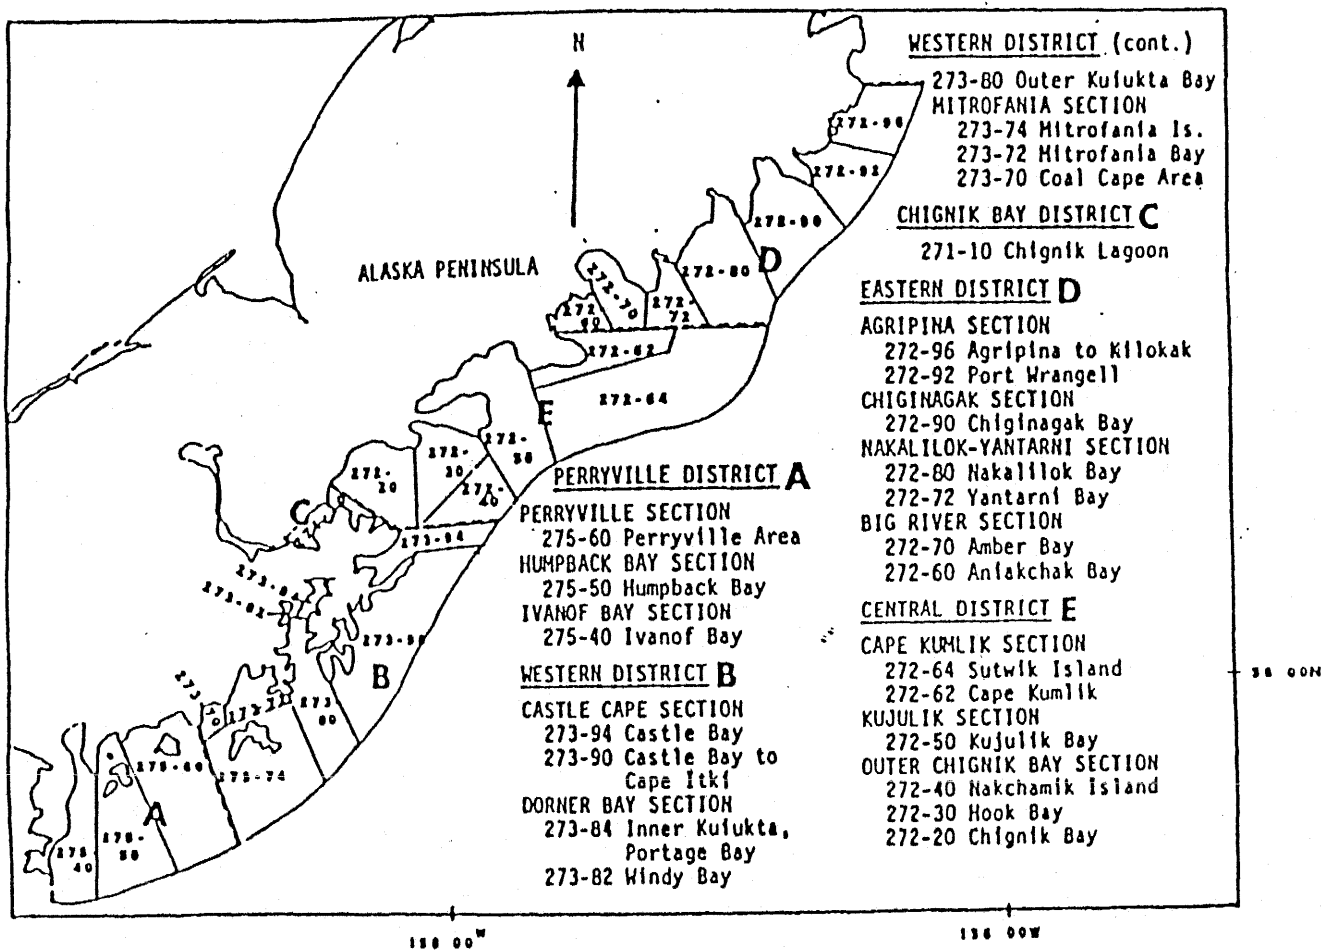 N
ALASKA PENINSULA
272-96
272-92
272-90
272-80
D
272-70
272-
72
272
60
272-62
272-64
E
272-
30
272-
40
272-
20
C
273-94
273-84
273-82
273-90
B
273
80
273-74
275-60
A
275
40
WESTERN DISTRICT (cont.)
273-80 Outer Kuiukta Bay
MITROFANIA SECTION
273-74 Mitrofania Is.
273-72 Mitrofania Bay
273-70 Coal Cape Area
CHIGNIK BAY DISTRICT C
271-10 Chignik Lagoon
EASTERN DISTRICT D
AGRIPINA SECTION
272-96 Agripina to Kilokak
272-92 Port Wrangell
CHIGINAGAK SECTION
272-90 Chiginagak Bay
NAKALILOK-YANTARNI SECTION
272-80 Nakalilok Bay
272-72 Yantarni Bay
BIG RIVER SECTION
272-70 Amber Bay
272-60 Aniakchak Bay
CENTRAL DISTRICT E
CAPE KUMLIK SECTION
272-64 Sutwik Island
272-62 Cape Kumlik
KUJULIK SECTION
272-50 Kujulik Bay
OUTER CHIGNIK BAY SECTION
272-40 Nakchamik Island
272-30 Hook Bay
272-20 Chignik Bay
PERRYVILLE DISTRICT A
PERRYVILLE SECTION
275-60 Perryville Area
HUMPBACK BAY SECTION
275-50 Humpback Bay
IVANOF BAY SECTION
275-40 Ivanof Bay
WESTERN DISTRICT B
CASTLE CAPE SECTION
273-94 Castle Bay
273-90 Castle Bay to
Cape Itki
DORNER BAY SECTION
273-84 Inner Kuiukta,
Portage Bay
273-82 Windy Bay
56 00N
158 00W
156 00W